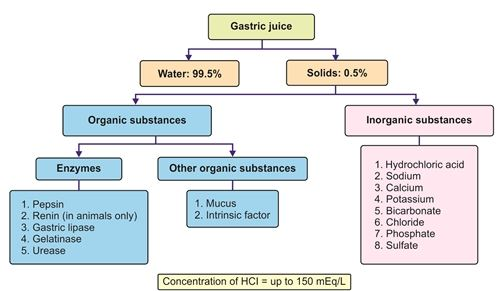 Gastric juice
Water: 99.5%
Solids: 0.5%
Organic substances
Inorganic substances
Enzymes
Other organic substances
1. Pepsin
2. Renin (in animals only)
3. Gastric lipase
4. Gelatinase
5. Urease
1. Mucus
2. Intrinsic factor
1. Hydrochloric acid
2. Sodium
3. Calcium
4. Potassium
5. Bicarbonate
6. Chloride
7. Phosphate
8. Sulfate
Concentration of HCl = up to 150 mEq/L